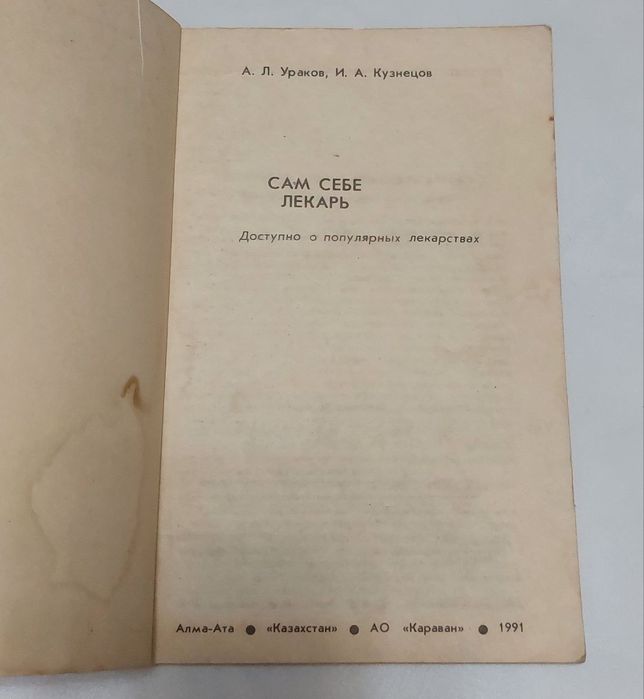 А. Л. Ураков, И. А. Кузнецов
САМ СЕБЕ
ЛЕКАРЬ
Доступно о популярных лекарствах
Алма-Ата ● «Казахстан» ● АО «Караван» ● 1991